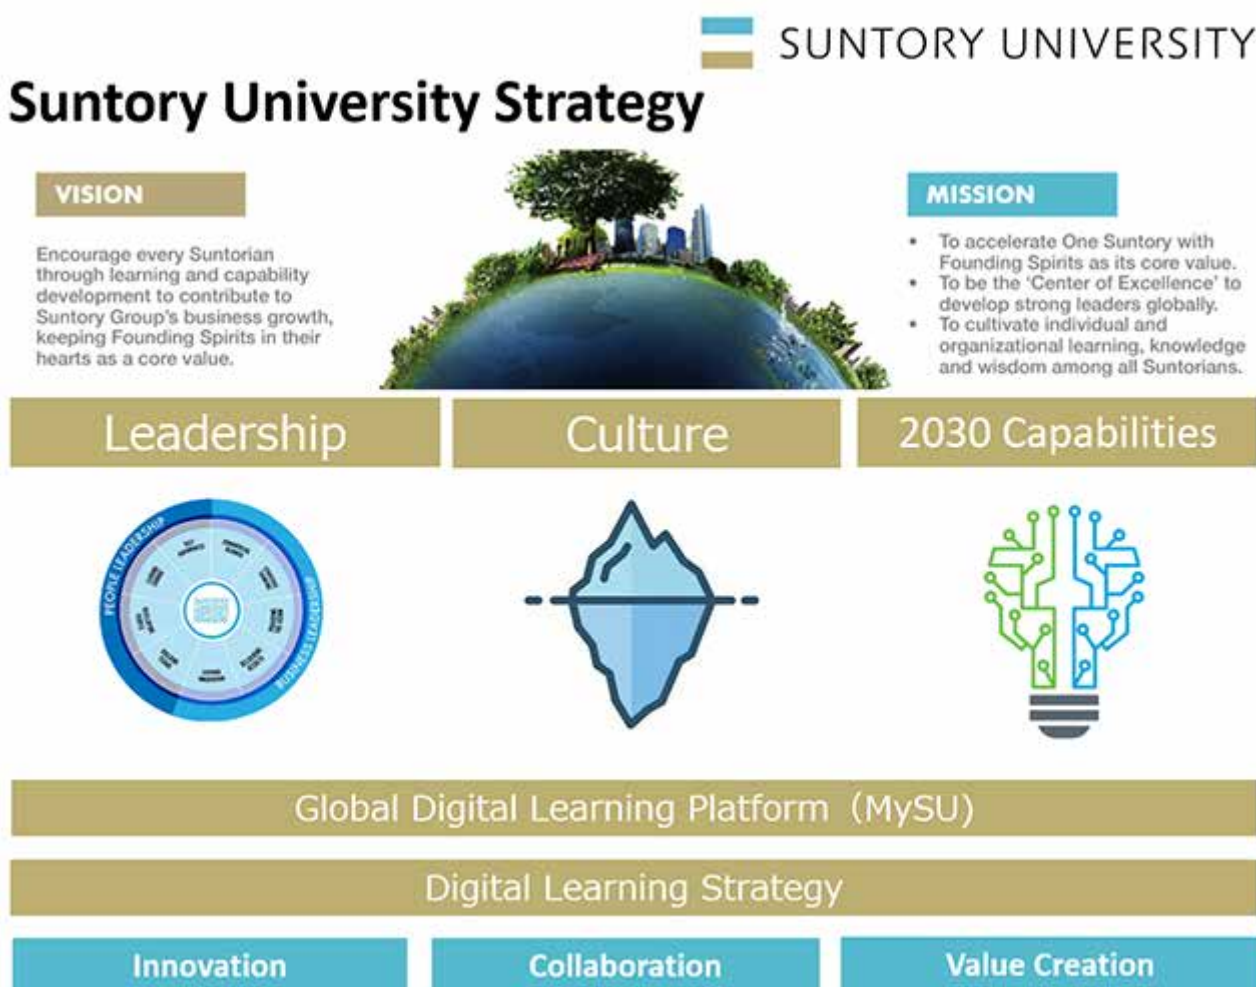 SUNTORY UNIVERSITY
Suntory University Strategy
VISION
Encourage every Suntorian
through learning and capability
development to contribute to
Suntory Group's business growth,
keeping Founding Spirits in their
hearts as a core value.
MISSION
• To accelerate One Suntory with
Founding Spirits as its core value.
• To be the ‘Center of Excellence’ to
develop strong leaders globally.
• To cultivate individual and
organizational learning, knowledge
and wisdom among all Suntorians.
Leadership
Culture
2030 Capabilities
PEOPLE LEADERSHIP
BUSINESS LEADERSHIP
Global Digital Learning Platform (MySU)
Digital Learning Strategy
Innovation
Collaboration
Value Creation